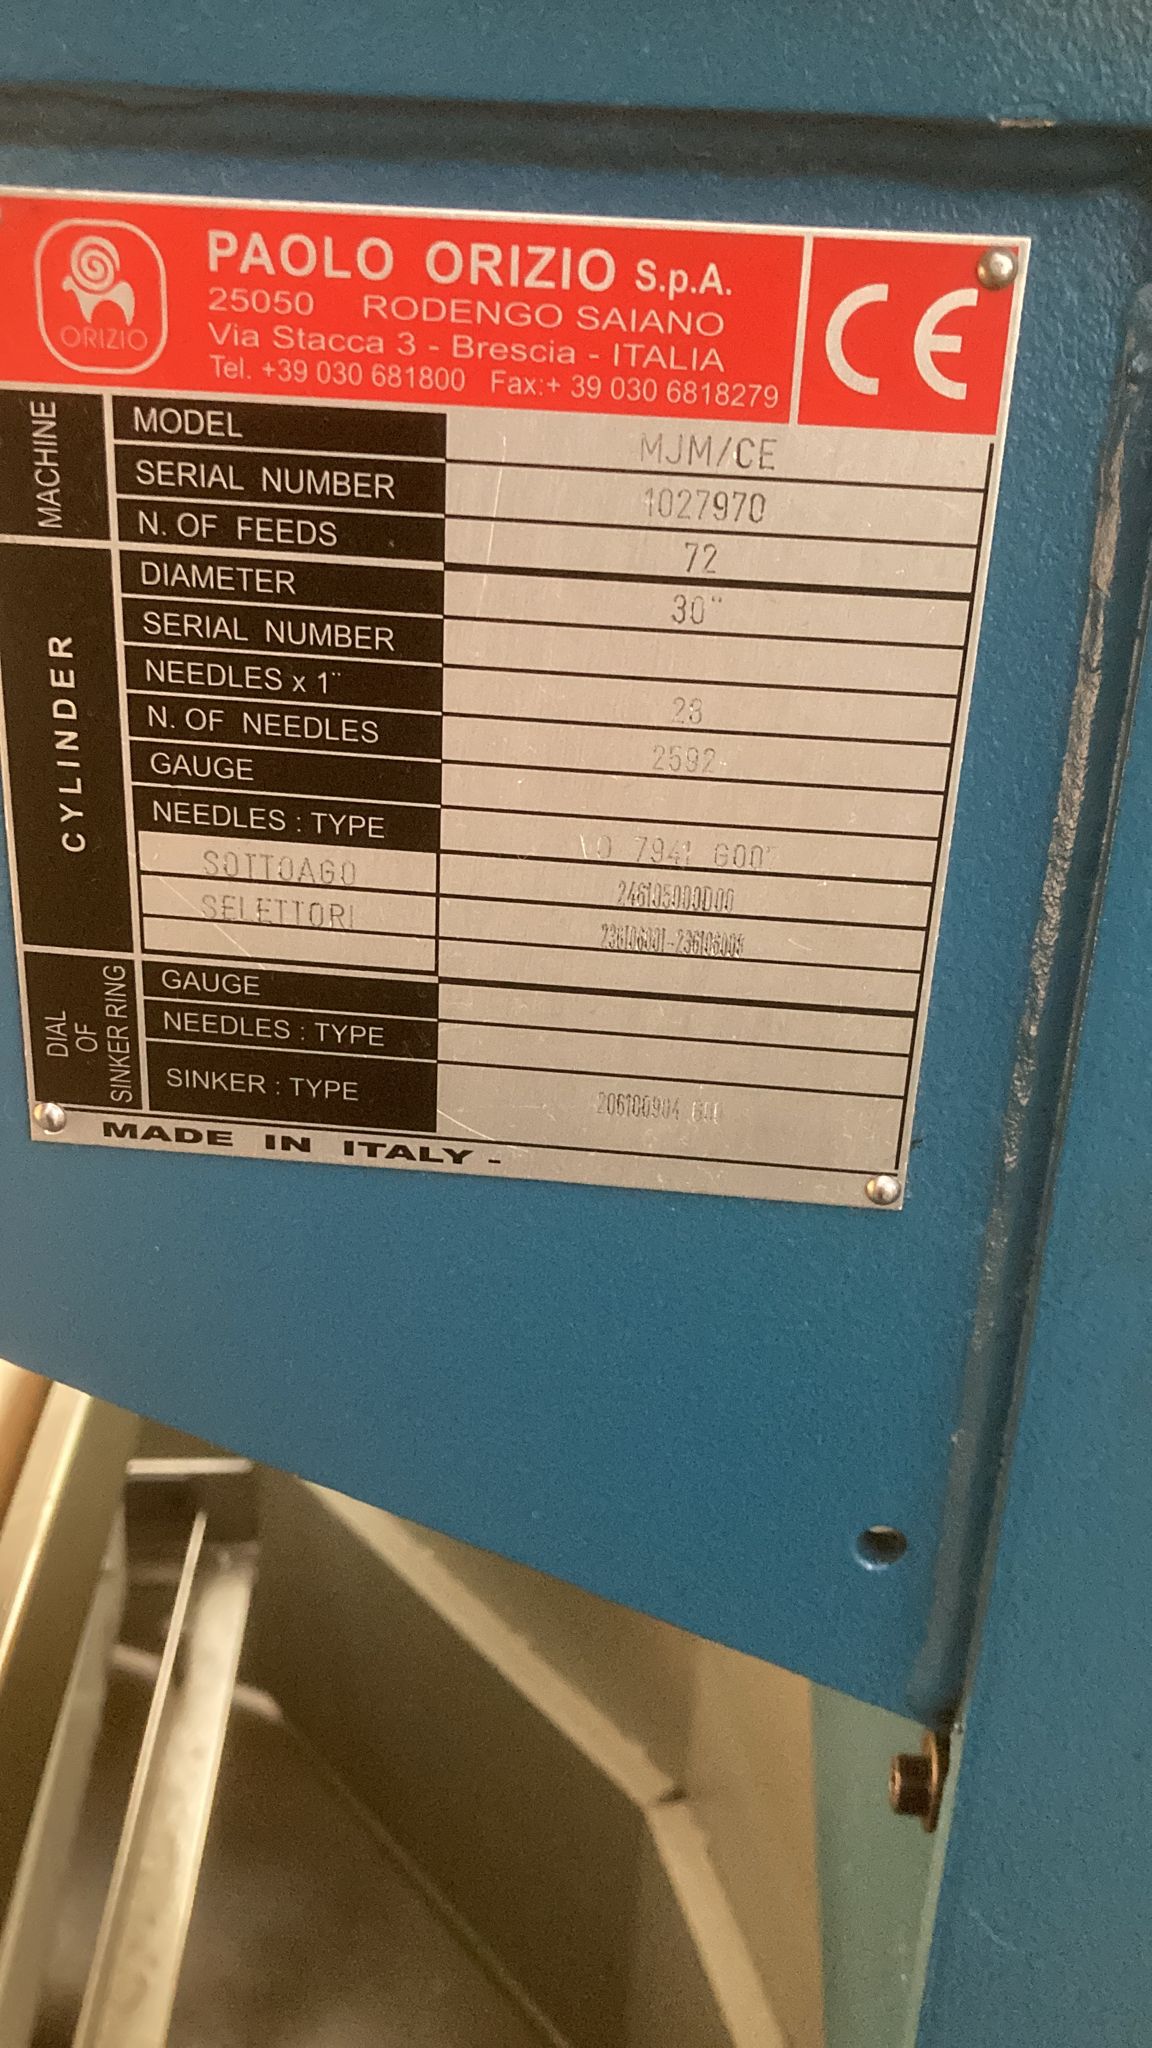 ORIZIO
PAOLO ORIZIO S.p.A.
25050 RODENGO SAIANO
Via Stacca 3 - Brescia - ITALIA
Tel. +39 030 681800 Fax:+ 39 030 6818279
CE
MACHINE
MODEL MJM/CE
SERIAL NUMBER 1027970
N. OF FEEDS 72
CYLINDER
DIAMETER 30"
SERIAL NUMBER
NEEDLES x 1" 28
N. OF NEEDLES 2592
GAUGE
NEEDLES : TYPE 7941
SOTTOAGO
SELETTORI
DIAL
OF
SINKER RING
GAUGE
NEEDLES : TYPE
SINKER : TYPE
MADE IN ITALY -